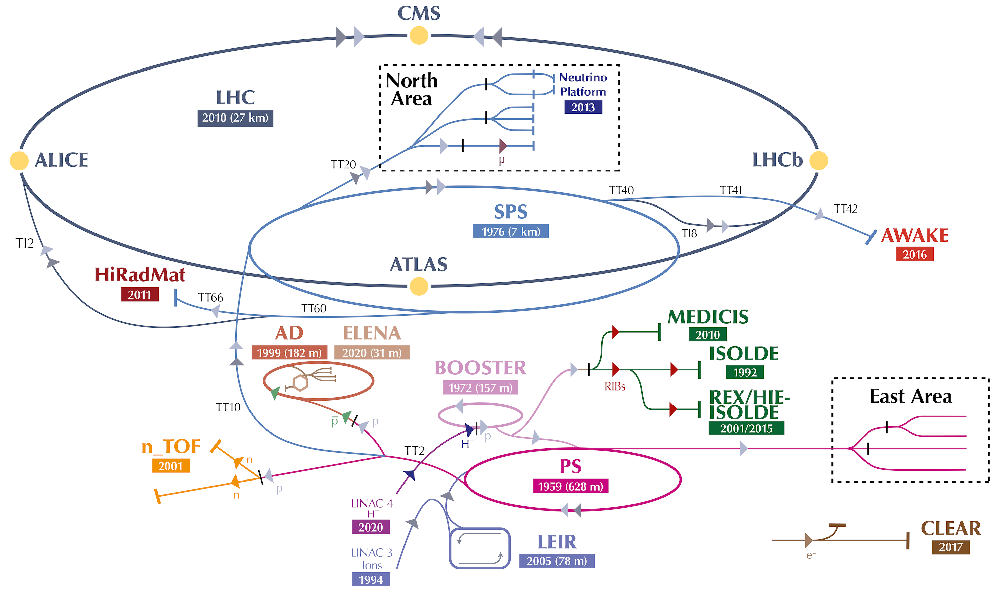 CMS
North
Area
Neutrino
Platform
2013
LHC
2010 (27 km)
ALICE
LHCb
TT20
µ
TT40
TT41
SPS
1976 (7 km)
TT42
TI8
AWAKE
2016
TI2
ATLAS
HiRadMat
2011
TT66
TT60
MEDICIS
2010
AD
1999 (182 m)
ELENA
2020 (31 m)
ISOLDE
1992
BOOSTER
1972 (157 m)
RIBs
REX/HIE-
ISOLDE
2001/2015
East Area
TT10
p̅
p
p
H⁻
n_TOF
2001
TT2
n
n
p
PS
1959 (628 m)
LINAC 4
H⁻
2020
LINAC 3
Ions
1994
LEIR
2005 (78 m)
CLEAR
2017
e-